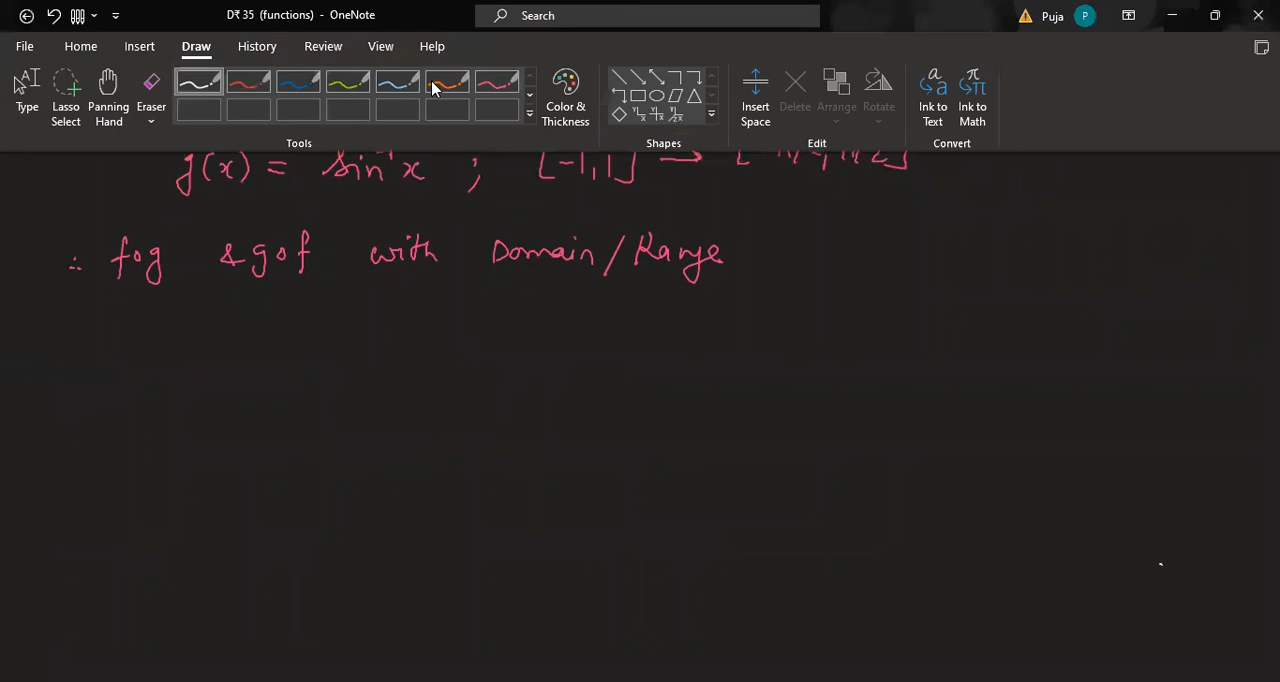 D₹ 35 (functions) - OneNote
Search
Puja
P
File Home Insert Draw History Review View Help
Type
Lasso Select
Panning Hand
Eraser
Color & Thickness
Insert Space
Delete
Arrange
Rotate
Ink to Text
Ink to Math
Tools
Shapes
Edit
Convert
g(x) = sin⁻¹x ; [-1,1] → [-π/2, π/2]
∴ fog & gof with Domain/Range